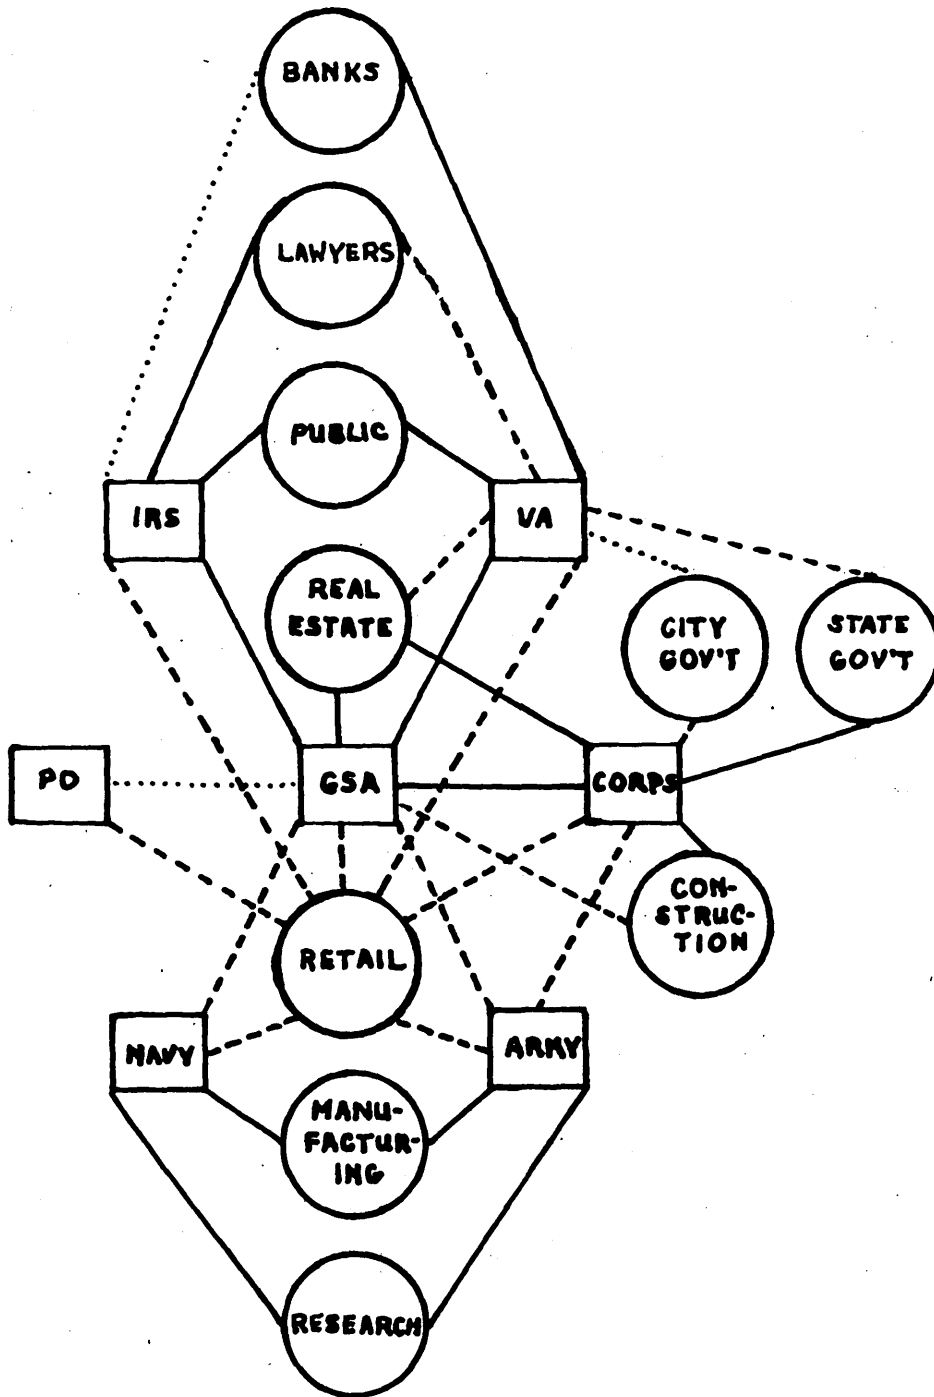 BANKS
LAWYERS
PUBLIC
IRS
VA
REAL
ESTATE
CITY
GOV'T
STATE
GOV'T
PO
GSA
CORPS
CON-
STRUC-
TION
RETAIL
NAVY
ARMY
MANU-
FACTUR-
ING
RESEARCH